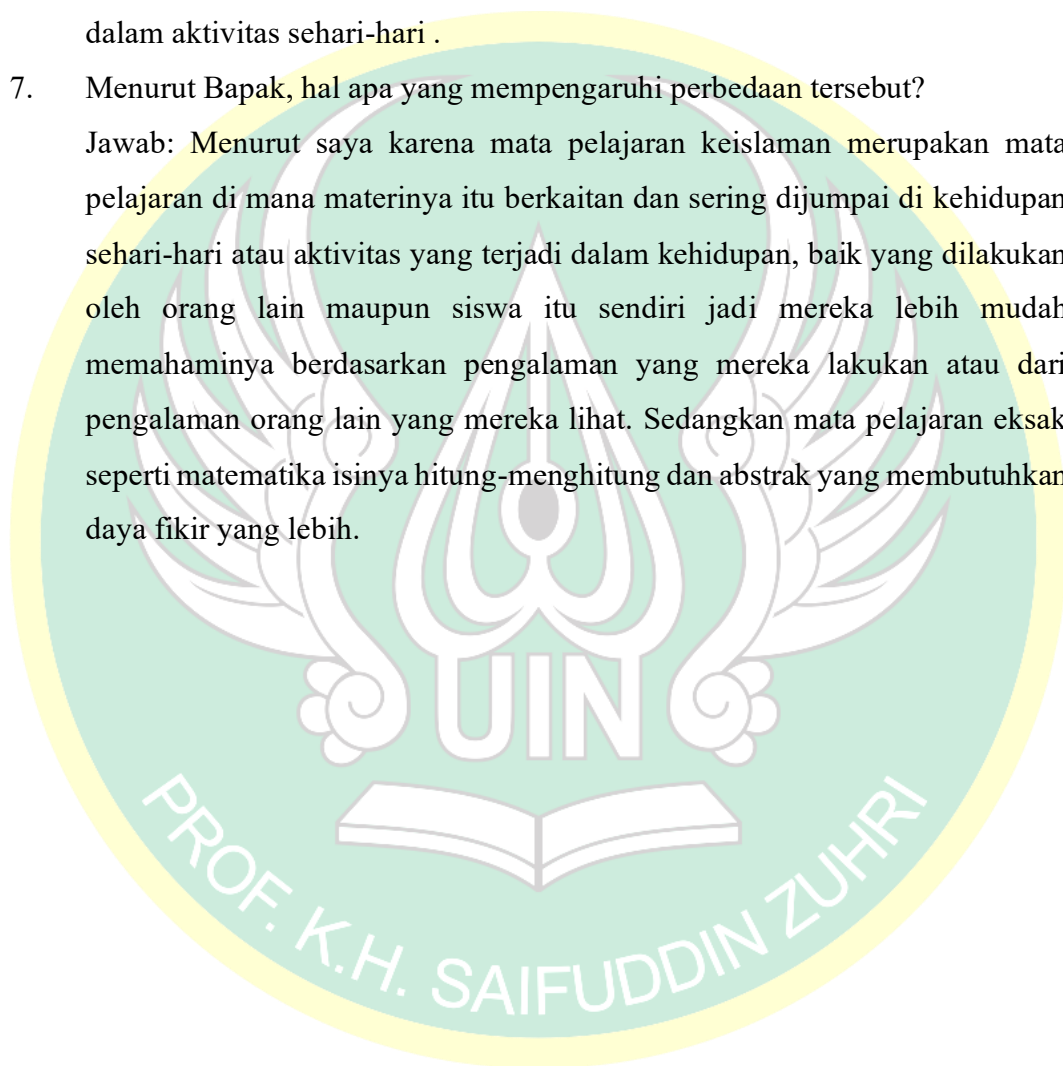 dalam aktivitas sehari-hari .
7. Menurut Bapak, hal apa yang mempengaruhi perbedaan tersebut?
Jawab: Menurut saya karena mata pelajaran keislaman merupakan mata
pelajaran di mana materinya itu berkaitan dan sering dijumpai di kehidupan
sehari-hari atau aktivitas yang terjadi dalam kehidupan, baik yang dilakukan
oleh orang lain maupun siswa itu sendiri jadi mereka lebih mudah
memahaminya berdasarkan pengalaman yang mereka lakukan atau dari
pengalaman orang lain yang mereka lihat. Sedangkan mata pelajaran eksak
seperti matematika isinya hitung-menghitung dan abstrak yang membutuhkan
daya fikir yang lebih.
UIN
PROF. K.H. SAIFUDDIN ZUHRI